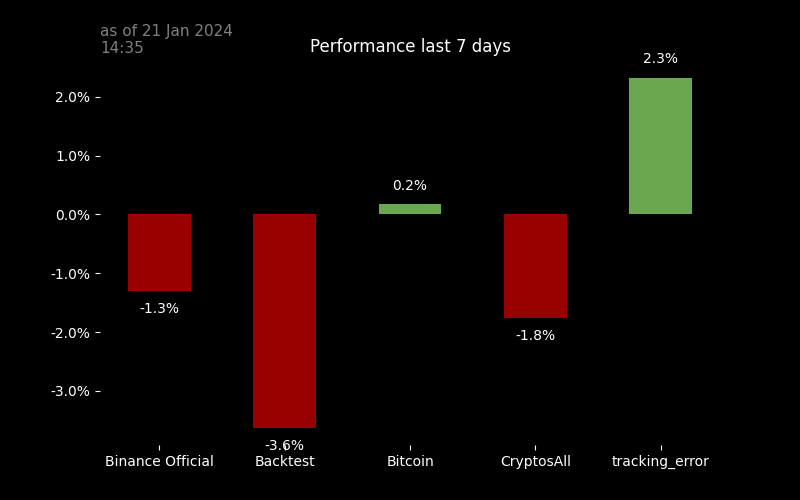 as of 21 Jan 2024
14:35
Performance last 7 days
2.3%
2.0%
1.0%
0.2%
0.0%
-1.0%
-1.3%
-1.8%
-2.0%
-3.0%
-3.6%
Binance Official
Backtest
Bitcoin
CryptosAll
tracking_error